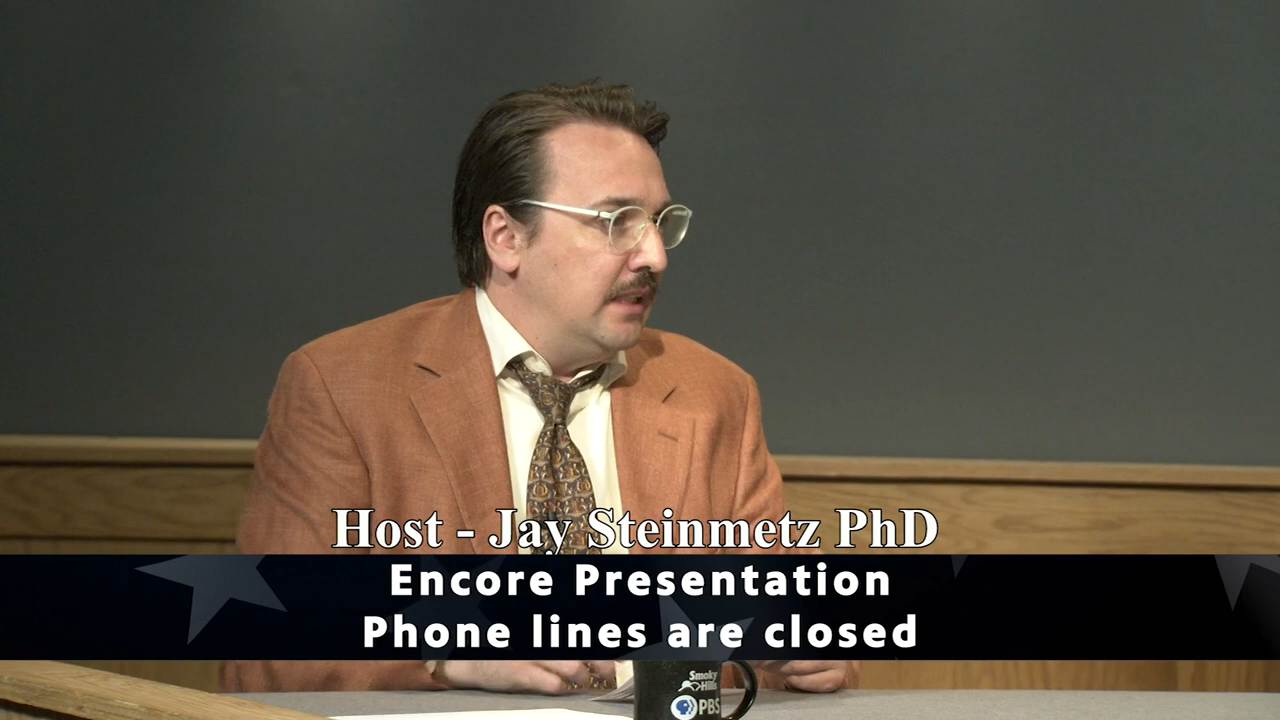 Host - Jay Steinmetz PhD
Encore Presentation
Phone lines are closed
Smoky
Hills
PBS